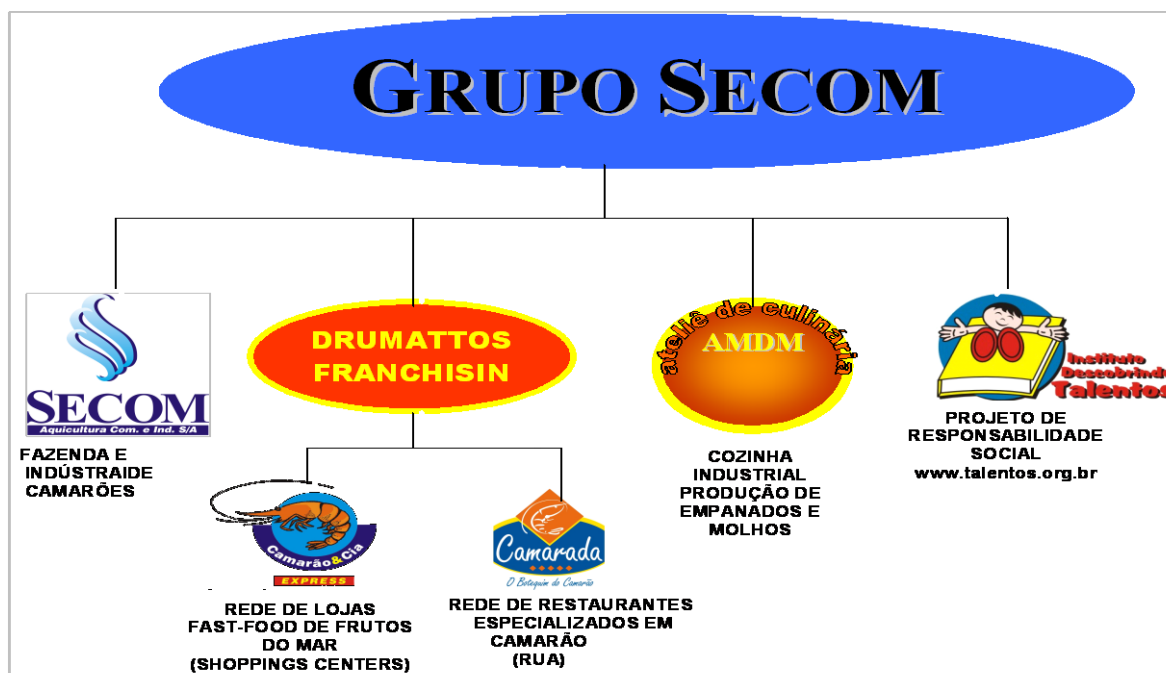 GRUPO SECOM
SECOM
Aquicultura Com. e Ind. S/A
FAZENDA E
INDÚSTRAIDE
CAMARÕES
DRUMATTOS
FRANCHISIN
ateliê de culinária
AMDM
COZINHA
INDUSTRIAL
PRODUÇÃO DE
EMPANADOS E
MOLHOS
Instituto
Descobrindo
Talentos
PROJETO DE
RESPONSABILIDADE
SOCIAL
www.talentos.org.br
Camarão&Cia
EXPRESS
REDE DE LOJAS
FAST-FOOD DE FRUTOS
DO MAR
(SHOPPINGS CENTERS)
Camarada
O Botequim do Camarão
REDE DE RESTAURANTES
ESPECIALIZADOS EM
CAMARÃO
(RUA)